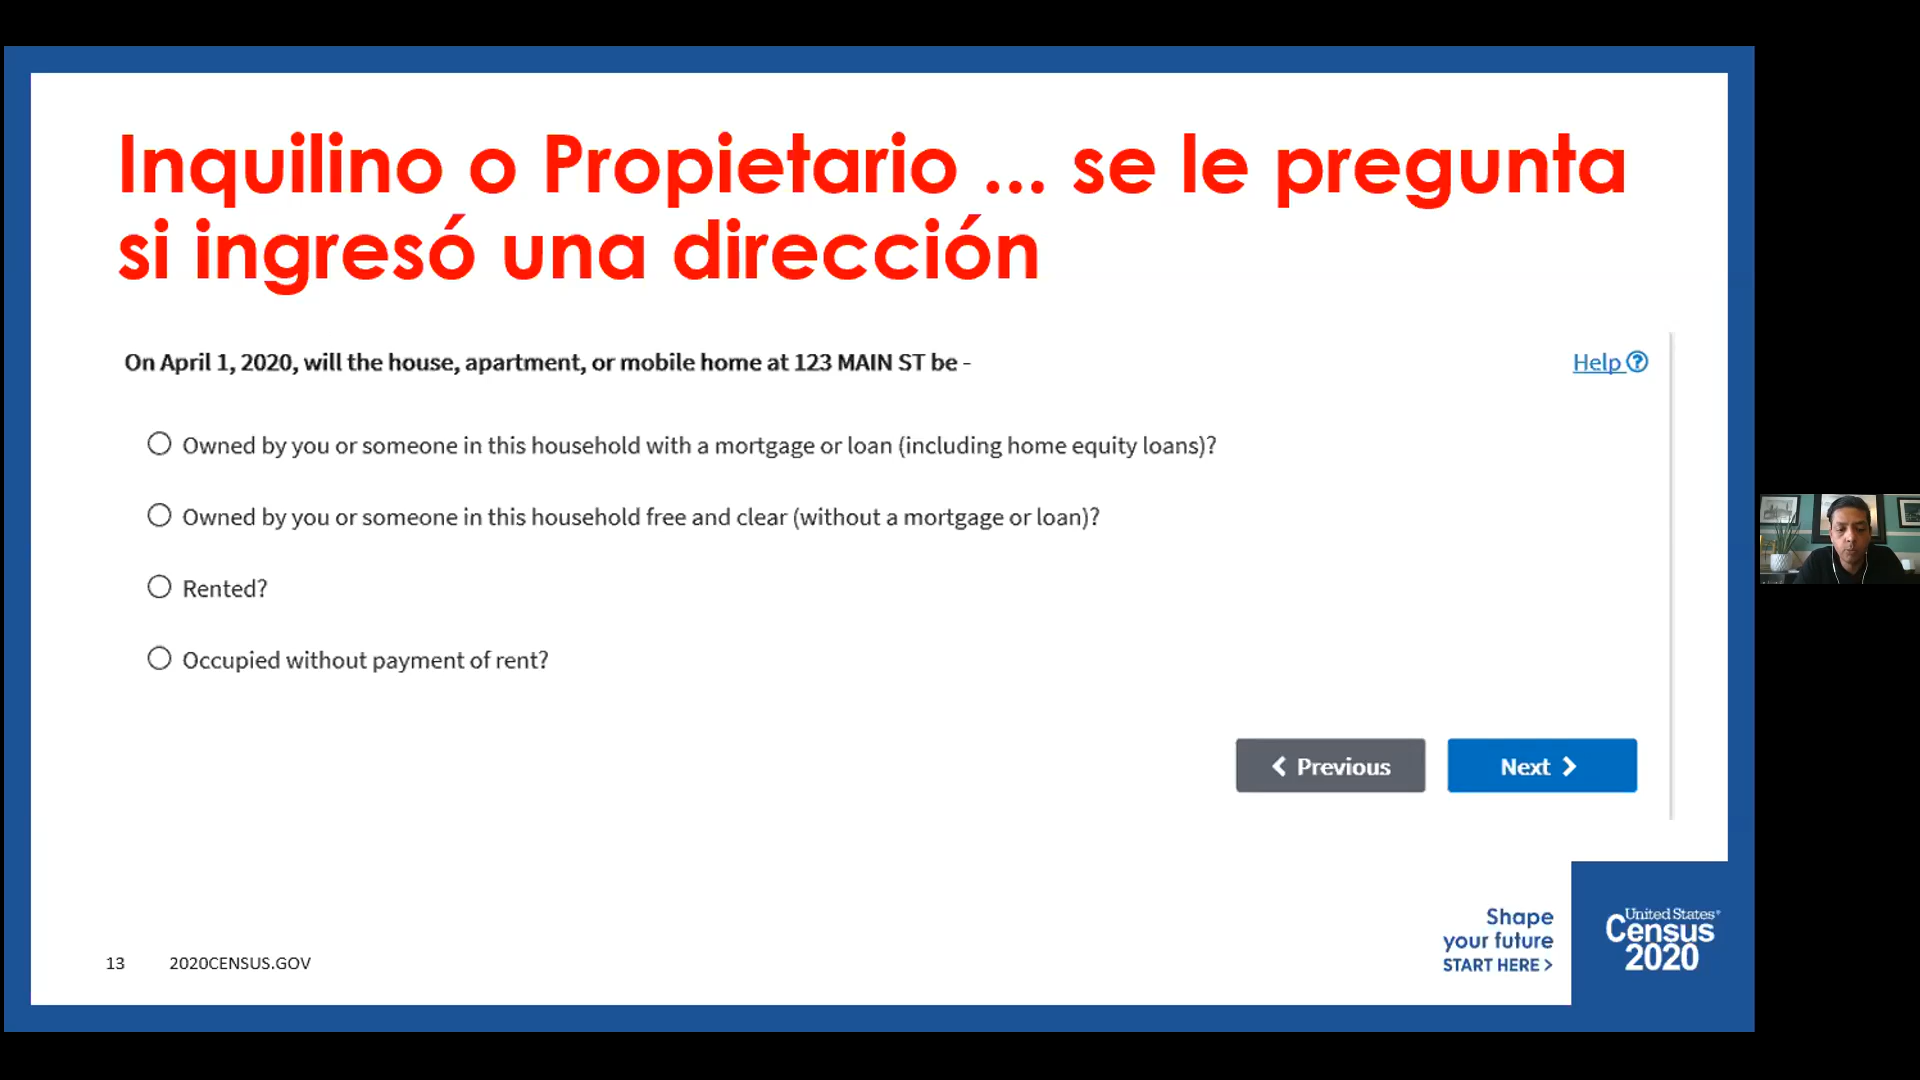 Inquilino o Propietario ... se le pregunta
si ingresó una dirección
On April 1, 2020, will the house, apartment, or mobile home at 123 MAIN ST be -
Help ?
Owned by you or someone in this household with a mortgage or loan (including home equity loans)?
Owned by you or someone in this household free and clear (without a mortgage or loan)?
Rented?
Occupied without payment of rent?
Previous
Next
Shape
your future
START HERE >
United States®
Census
2020
13
2020CENSUS.GOV